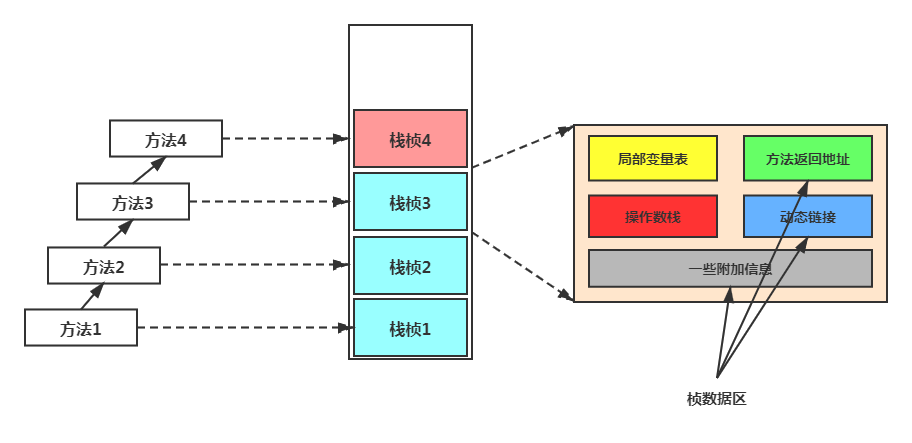 方法4
方法3
方法2
方法1
栈桢4
栈桢3
栈桢2
栈桢1
局部变量表
方法返回地址
操作数栈
动态链接
一些附加信息
桢数据区